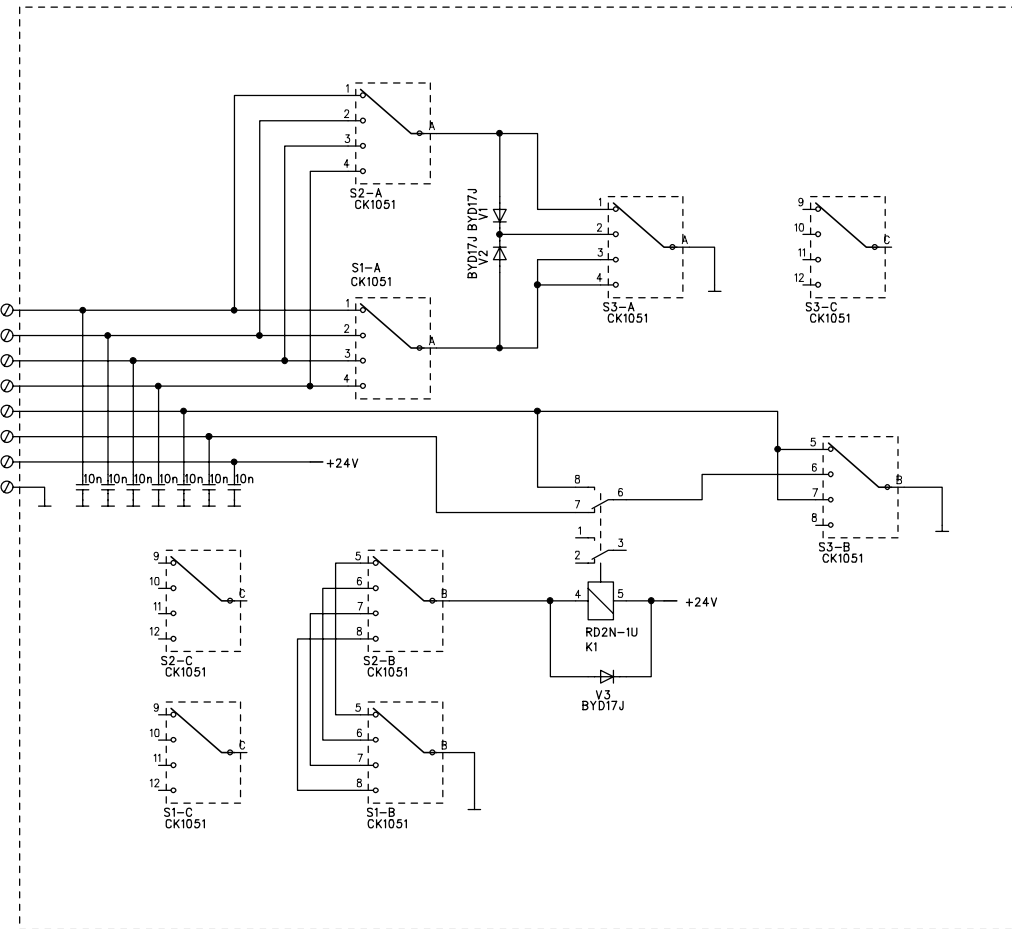 1
2
3
4
A
S2-A
CK1051
BYD17J
V1
BYD17J
V2
1
2
3
4
A
S3-A
CK1051
9
10
11
12
C
S3-C
CK1051
S1-A
CK1051
1
2
3
4
A
+24V
10n
10n
10n
10n
10n
10n
10n
8
7
6
1
2
3
4
5
+24V
RD2N-1U
K1
V3
BYD17J
5
6
7
8
B
S3-B
CK1051
9
10
11
12
C
S2-C
CK1051
5
6
7
8
B
S2-B
CK1051
9
10
11
12
C
S1-C
CK1051
5
6
7
8
B
S1-B
CK1051